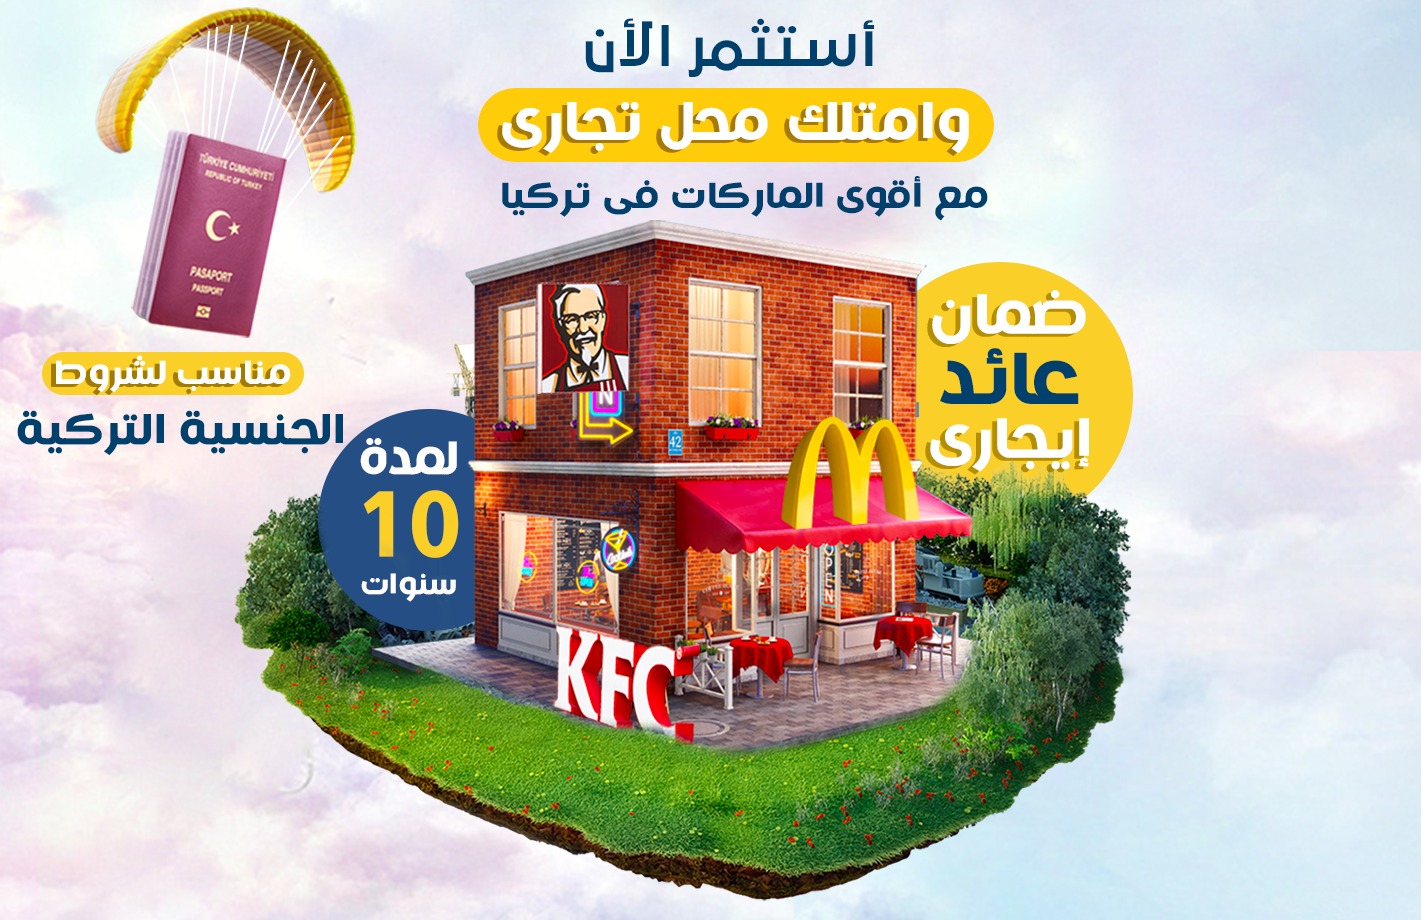 أستثمر الأن
وامتلك محل تجارى
مع أقوى الماركات فى تركيا
TÜRKİYE CUMHURİYETİ
REPUBLIC OF TURKEY
PASAPORT
PASSPORT
مناسب لشروط
الجنسية التركية
ضمان
عائد
إيجارى
لمدة
10
سنوات
N
42
OPEN
KFC